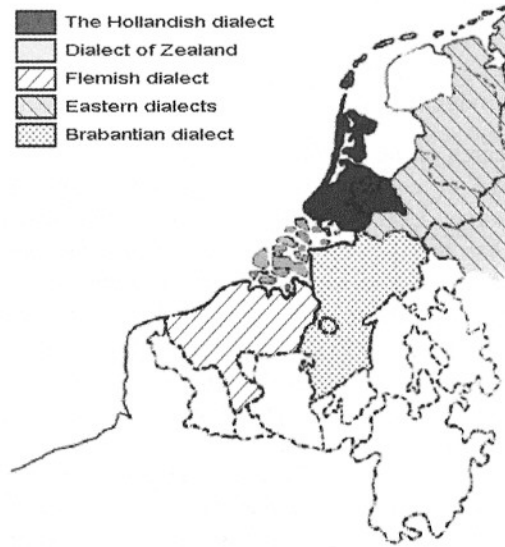 The Hollandish dialect
Dialect of Zealand
Flemish dialect
Eastern dialects
Brabantian dialect